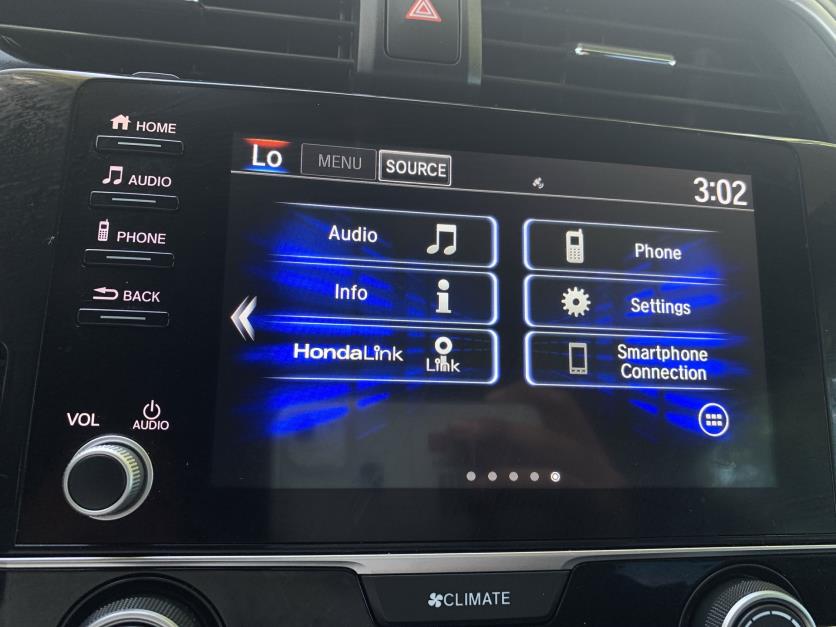 HOME
AUDIO
PHONE
BACK
VOL
AUDIO
Lo
MENU
SOURCE
3:02
Audio
Phone
Info
Settings
HondaLink
Link
Smartphone
Connection
CLIMATE